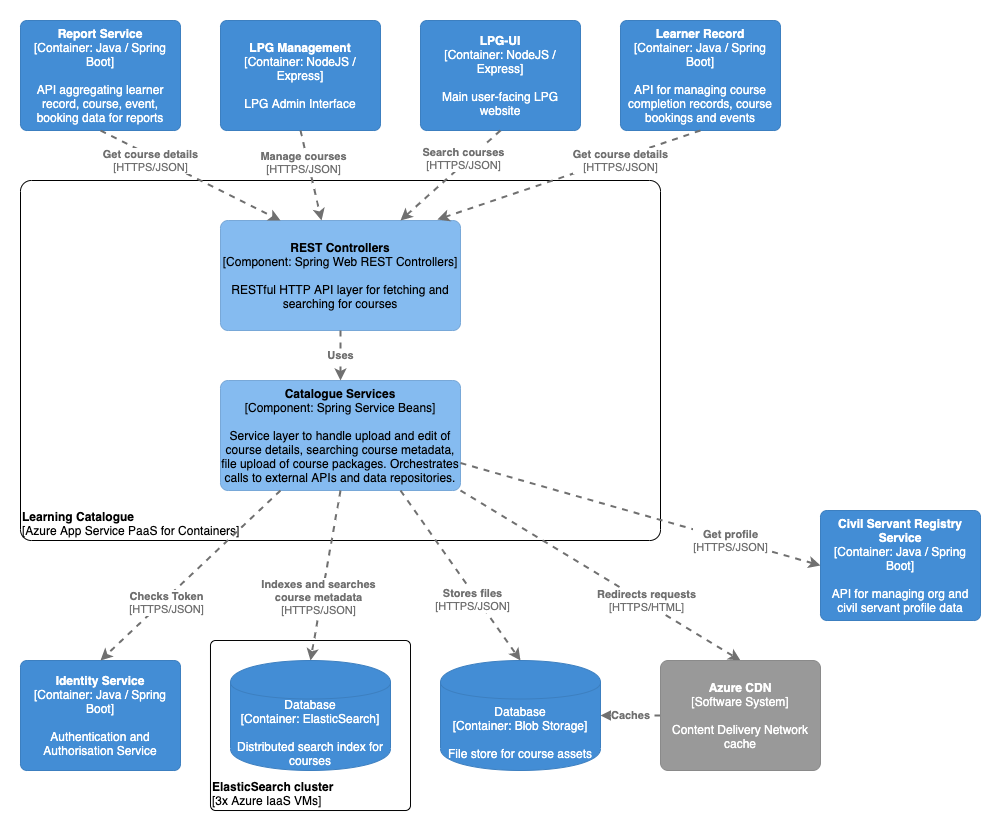 Report Service
[Container: Java / Spring
Boot]
API aggregating learner
record, course, event,
booking data for reports
LPG Management
[Container: NodeJS /
Express]
LPG Admin Interface
LPG-UI
[Container: NodeJS /
Express]
Main user-facing LPG
website
Learner Record
[Container: Java / Spring
Boot]
API for managing course
completion records, course
bookings and events
Get course details
[HTTPS/JSON]
Manage courses
[HTTPS/JSON]
Search courses
[HTTPS/JSON]
Get course details
[HTTPS/JSON]
REST Controllers
[Component: Spring Web REST Controllers]
RESTful HTTP API layer for fetching and
searching for courses
Uses
Catalogue Services
[Component: Spring Service Beans]
Service layer to handle upload and edit of
course details, searching course metadata,
file upload of course packages. Orchestrates
calls to external APIs and data repositories.
Learning Catalogue
[Azure App Service PaaS for Containers]
Get profile
[HTTPS/JSON]
Civil Servant Registry
Service
[Container: Java / Spring
Boot]
API for managing org and
civil servant profile data
Checks Token
[HTTPS/JSON]
Indexes and searches
course metadata
[HTTPS/JSON]
Stores files
[HTTPS/JSON]
Redirects requests
[HTTPS/HTML]
Identity Service
[Container: Java / Spring
Boot]
Authentication and
Authorisation Service
Database
[Container: ElasticSearch]
Distributed search index for
courses
ElasticSearch cluster
[3x Azure IaaS VMs]
Database
[Container: Blob Storage]
File store for course assets
Caches
Azure CDN
[Software System]
Content Delivery Network
cache